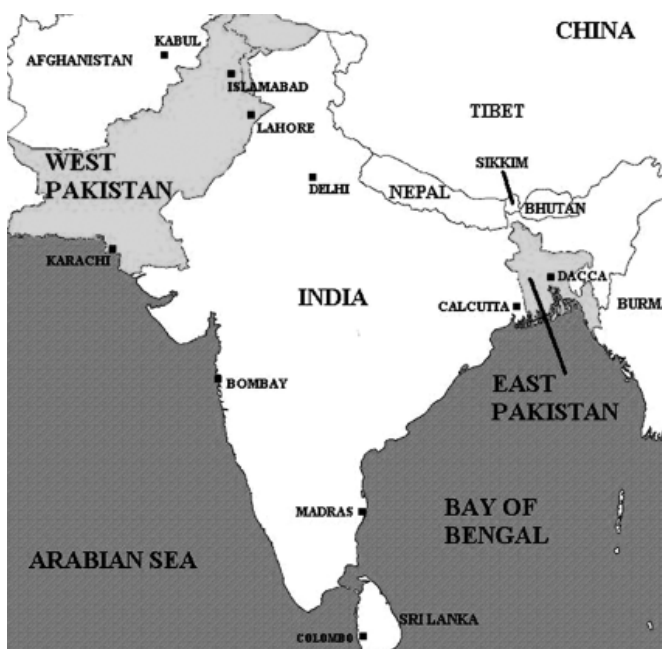 CHINA
KABUL
AFGHANISTAN
ISLAMABAD
TIBET
LAHORE
WEST
PAKISTAN
SIKKIM
DELHI
NEPAL
BHUTAN
KARACHI
DACCA
INDIA
CALCUTTA
BURMA
BOMBAY
EAST
PAKISTAN
MADRAS
BAY OF
BENGAL
ARABIAN SEA
SRI LANKA
COLOMBO